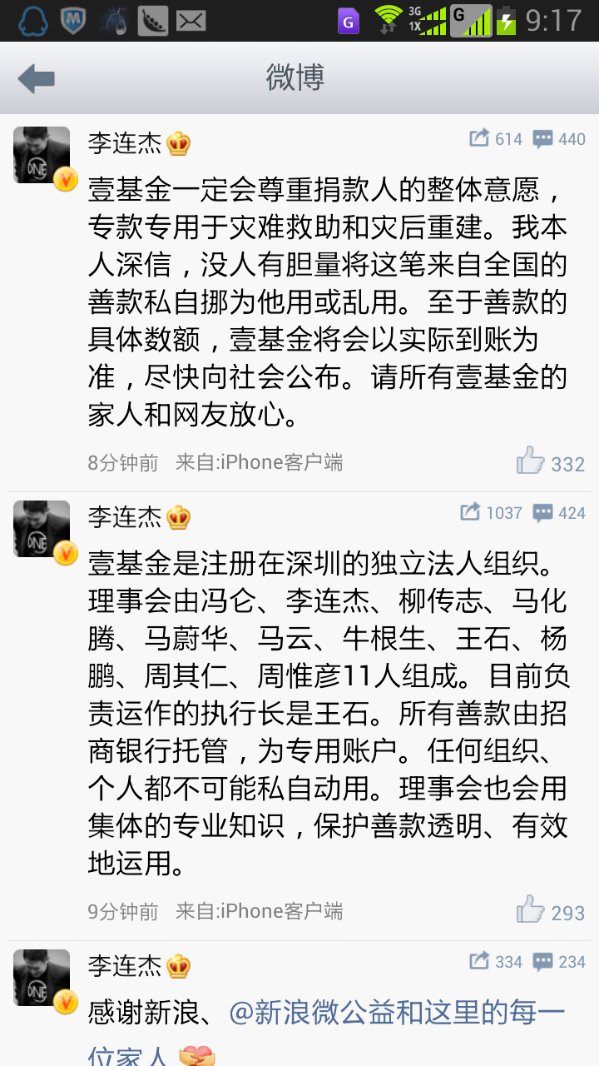 G
3G
1X
G
9:17
微博
李连杰 614 440
壹基金一定会尊重捐款人的整体意愿，
专款专用于灾难救助和灾后重建。我本
人深信，没人有胆量将这笔来自全国的
善款私自挪为他用或乱用。至于善款的
具体数额，壹基金将会以实际到账为
准，尽快向社会公布。请所有壹基金的
家人和网友放心。
8分钟前 来自:iPhone客户端 332
李连杰 1037 424
壹基金是注册在深圳的独立法人组织。
理事会由冯仑、李连杰、柳传志、马化
腾、马蔚华、马云、牛根生、王石、杨
鹏、周其仁、周惟彦11人组成。目前负
责运作的执行长是王石。所有善款由招
商银行托管，为专用账户。任何组织、
个人都不可能私自动用。理事会也会用
集体的专业知识，保护善款透明、有效
地运用。
9分钟前 来自:iPhone客户端 293
李连杰 334 234
感谢新浪、@新浪微公益和这里的每一
位家人